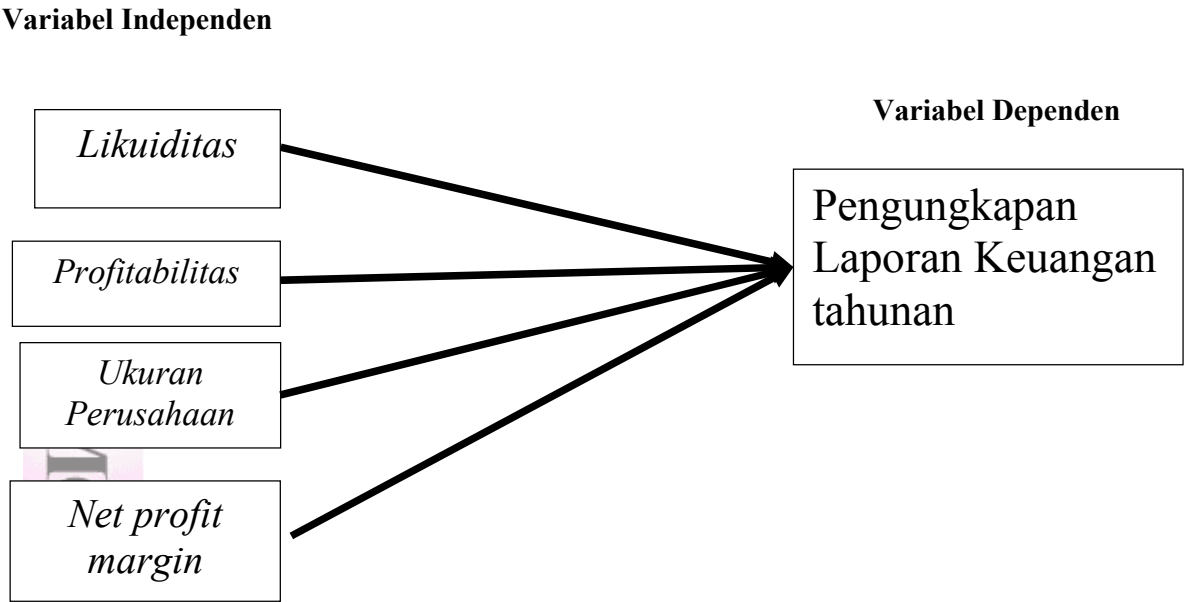 Variabel Independen
Variabel Dependen
Likuiditas
Profitabilitas
Ukuran
Perusahaan
Net profit
margin
Pengungkapan
Laporan Keuangan
tahunan